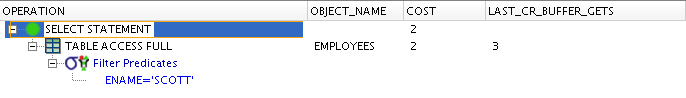 OPERATION OBJECT_NAME COST LAST_CR_BUFFER_GETS
SELECT STATEMENT 2
TABLE ACCESS FULL EMPLOYEES 2 3
Filter Predicates
ENAME='SCOTT'